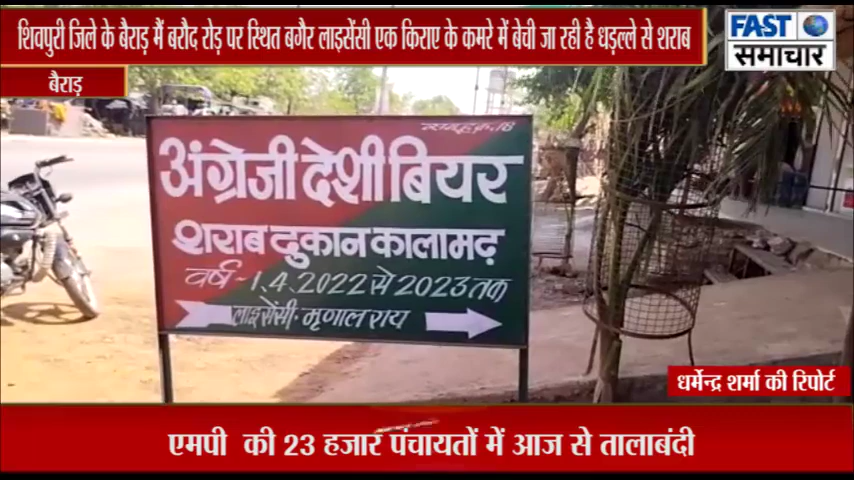 शिवपुरी जिले के बैराड़ मैं बरौद रोड़ पर स्थित बगैर लाइसेंसी एक किराए के कमरे में बेची जा रही है धड़ल्ले से शराब
FAST
समाचार
बैराड़
अंग्रेजी देशी बियर
शराब दुकान कालामढ़
वर्ष-1.4.2022 से 2023 तक
लाइसेंसी. मृणाल राय
धर्मेन्द्र शर्मा की रिपोर्ट
एमपी की 23 हजार पंचायतों में आज से तालाबंदी